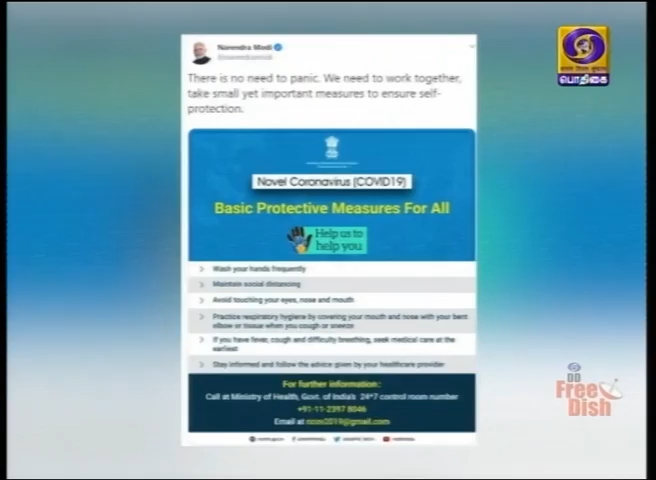 Narendra Modi
@narendramodi
There is no need to panic. We need to work together,
take small yet important measures to ensure self-
protection.
Novel Coronavirus (COVID19)
Basic Protective Measures For All
Help us to
help you
Wash your hands frequently
Maintain social distancing
Avoid touching your eyes, nose and mouth
Practice respiratory hygiene by covering your mouth and nose with your bent
elbow or tissue when you cough or sneeze
If you have fever, cough and difficulty breathing, seek medical care at the
earliest
Stay informed and follow the advice given by your healthcare provider
For further information:
Call at Ministry of Health, Govt. of India's 24*7 control room number
+91-11-2397 8046
Email at ncov2019@gmail.com
பொதிகை
DD
Free
Dish